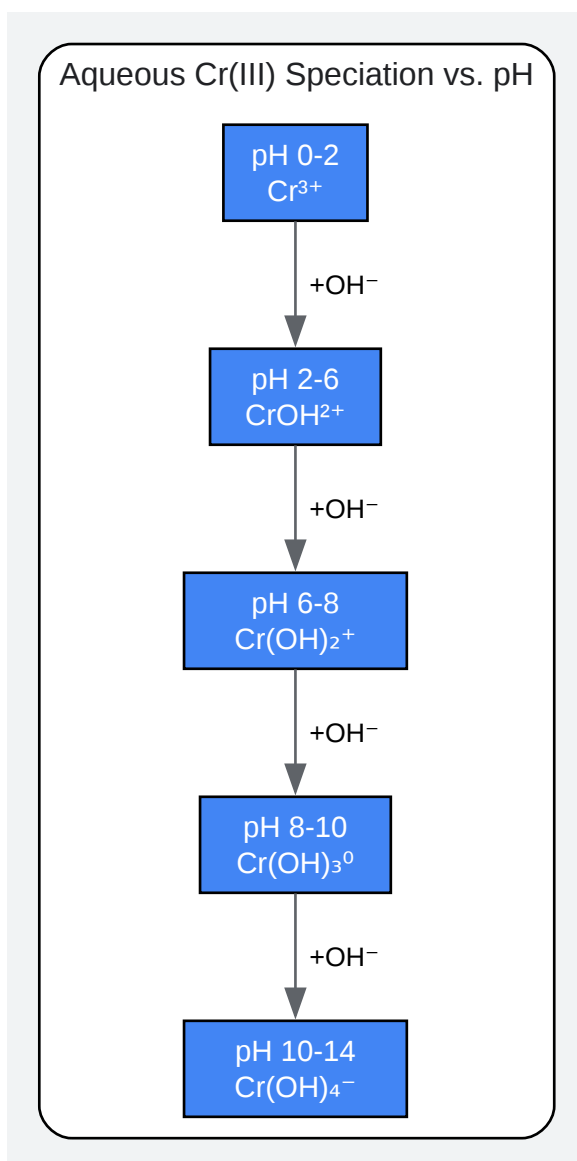 Aqueous Cr(III) Speciation vs. pH
pH 0-2
Cr³⁺
+OH⁻
pH 2-6
CrOH²⁺
+OH⁻
pH 6-8
Cr(OH)₂⁺
+OH⁻
pH 8-10
Cr(OH)₃⁰
+OH⁻
pH 10-14
Cr(OH)₄⁻